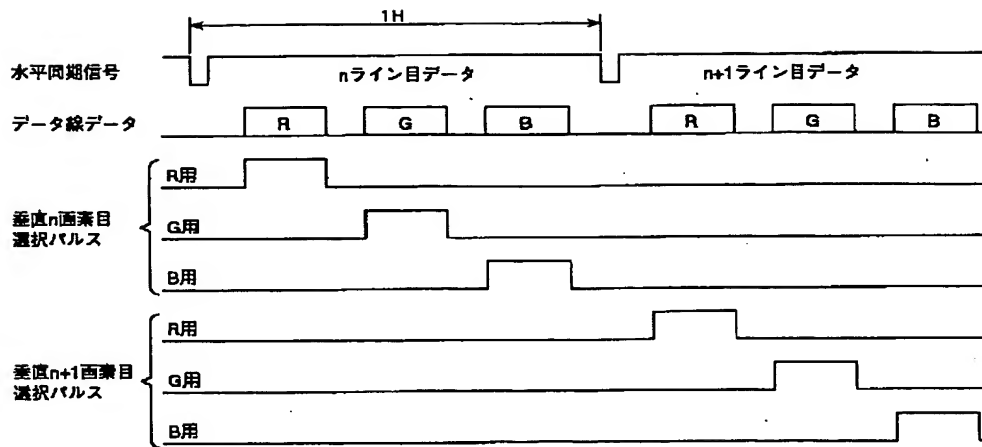 1H
水平同期信号
nライン目データ
n+1ライン目データ
データ線データ
R
G
B
R
G
B
垂直n画素目
選択パルス
R用
G用
B用
垂直n+1画素目
選択パルス
R用
G用
B用